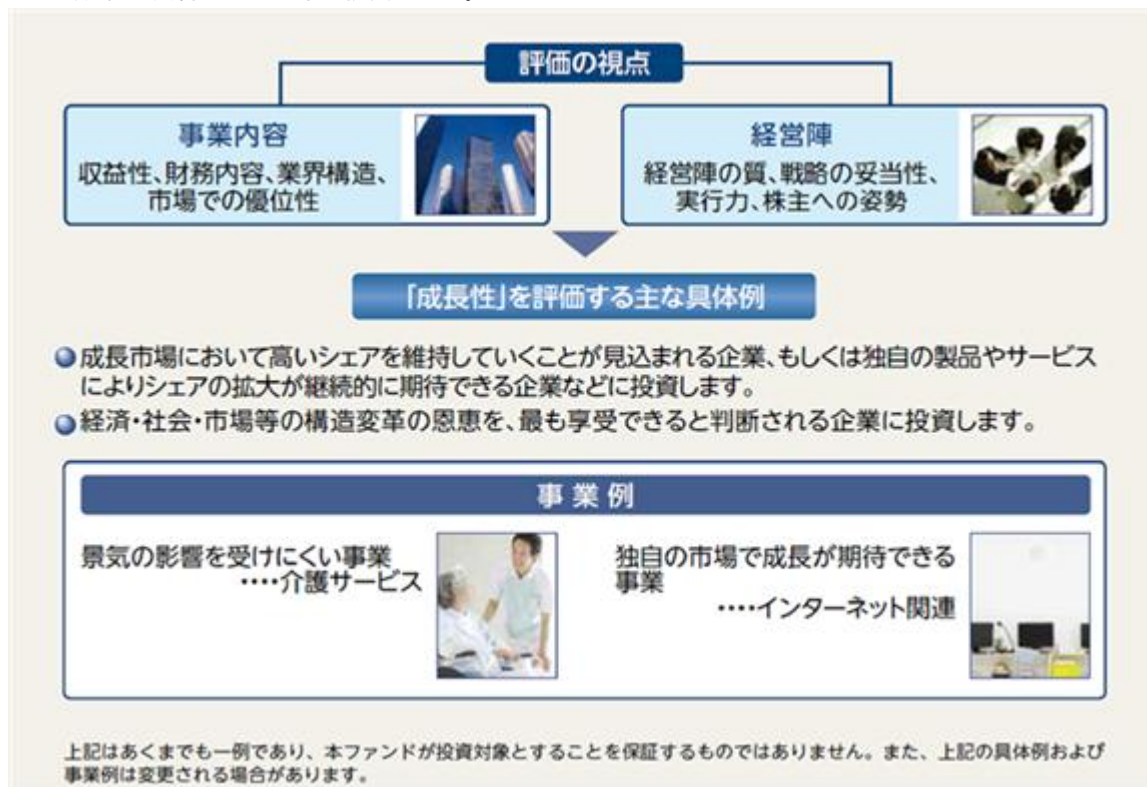 評価の視点
事業内容
収益性、財務内容、業界構造、
市場での優位性
経営陣
経営陣の質、戦略の妥当性、
実行力、株主への姿勢
「成長性」を評価する主な具体例
成長市場において高いシェアを維持していくことが見込まれる企業、もしくは独自の製品やサービス
によりシェアの拡大が継続的に期待できる企業などに投資します。
経済・社会・市場等の構造変革の恩恵を、最も享受できると判断される企業に投資します。
事業例
景気の影響を受けにくい事業
････介護サービス
独自の市場で成長が期待できる
事業
････インターネット関連
上記はあくまでも一例であり、本ファンドが投資対象とすることを保証するものではありません。また、上記の具体例および
事業例は変更される場合があります。